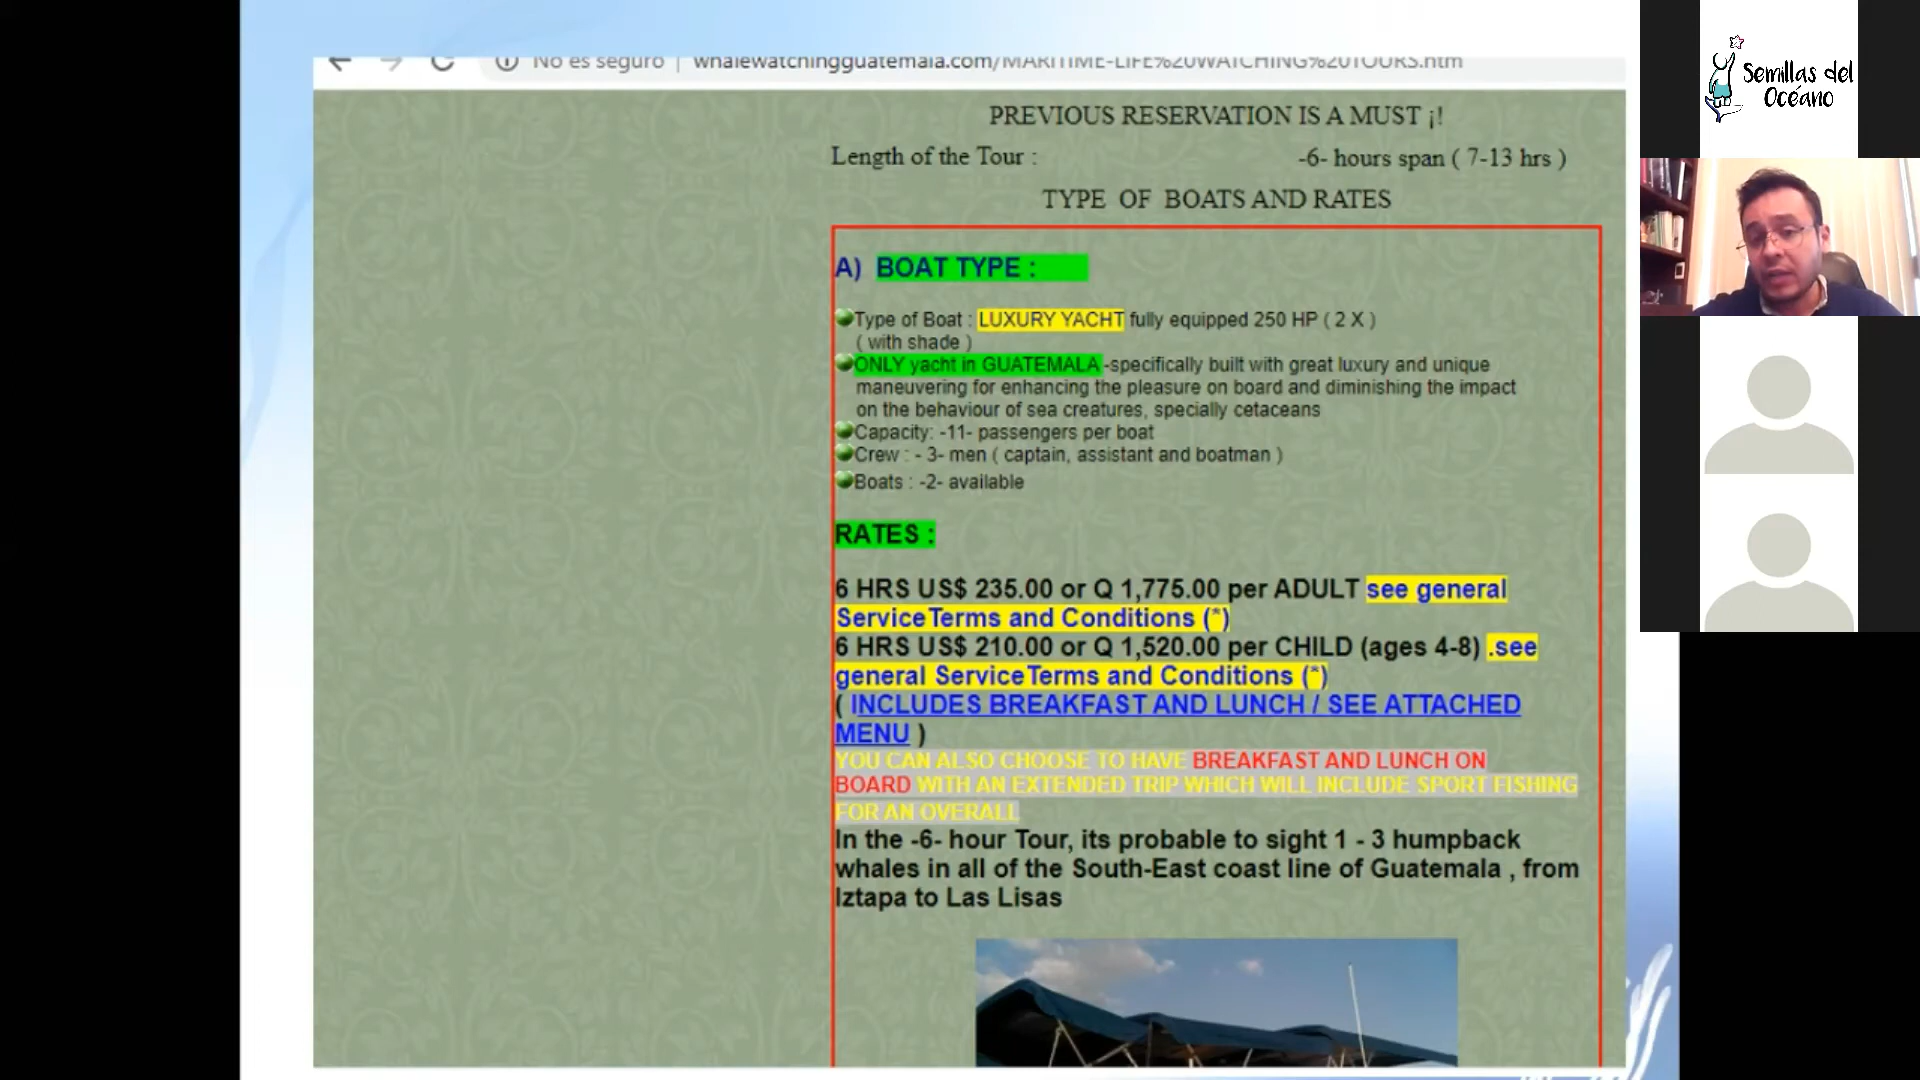 No es seguro | whalewatchingguatemala.com/MARITIME-LIFE%20WATCHING%20TOURS.htm
PREVIOUS RESERVATION IS A MUST ¡!
Length of the Tour : -6- hours span ( 7-13 hrs )
TYPE OF BOATS AND RATES
A) BOAT TYPE :
Type of Boat : LUXURY YACHT fully equipped 250 HP ( 2 X )
( with shade )
ONLY yacht in GUATEMALA -specifically built with great luxury and unique
maneuvering for enhancing the pleasure on board and diminishing the impact
on the behaviour of sea creatures, specially cetaceans
Capacity: -11- passengers per boat
Crew : - 3- men ( captain, assistant and boatman )
Boats : -2- available
RATES :
6 HRS US$ 235.00 or Q 1,775.00 per ADULT see general
ServiceTerms and Conditions (*)
6 HRS US$ 210.00 or Q 1,520.00 per CHILD (ages 4-8) .see
general ServiceTerms and Conditions (*)
( INCLUDES BREAKFAST AND LUNCH / SEE ATTACHED
MENU )
YOU CAN ALSO CHOOSE TO HAVE BREAKFAST AND LUNCH ON
BOARD WITH AN EXTENDED TRIP WHICH WILL INCLUDE SPORT FISHING
FOR AN OVERALL
In the -6- hour Tour, its probable to sight 1 - 3 humpback
whales in all of the South-East coast line of Guatemala , from
Iztapa to Las Lisas
Semillas del
Océano